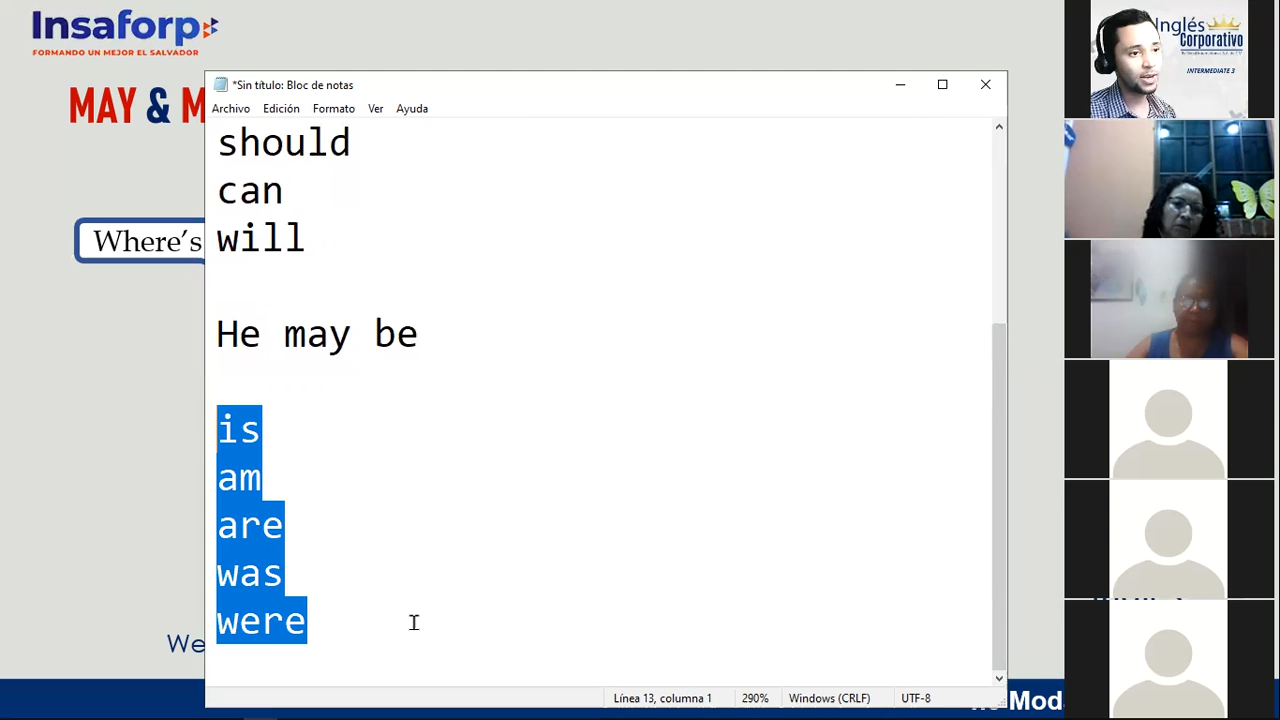 Insaforp
FORMANDO UN MEJOR EL SALVADOR
MAY & M
Where's
We
*Sin título: Bloc de notas
Archivo Edición Formato Ver Ayuda
should
can
will
He may be
is
am
are
was
were
Línea 13, columna 1 290% Windows (CRLF) UTF-8
Mod
Inglés
Corporativo
INTERMEDIATE 3